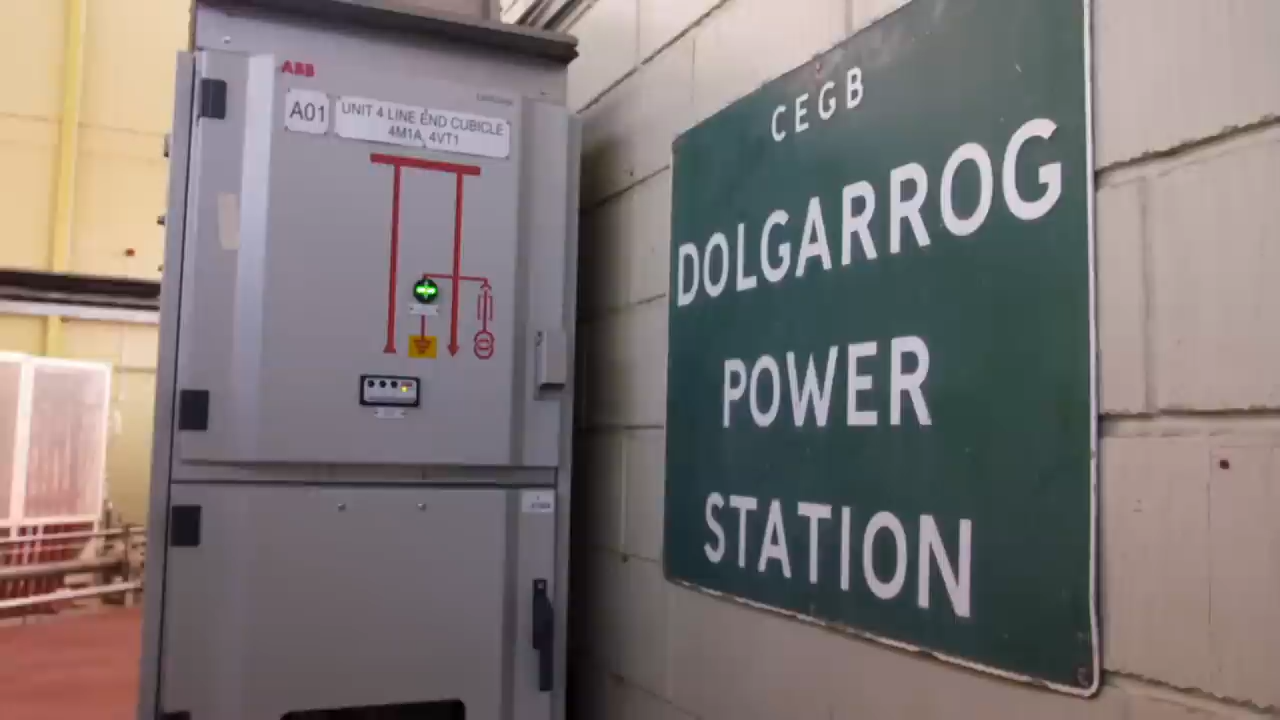 ABB
A01
UNIT 4 LINE END CUBICLE
4M1A, 4VT1
CEGB
DOLGARROG
POWER
STATION